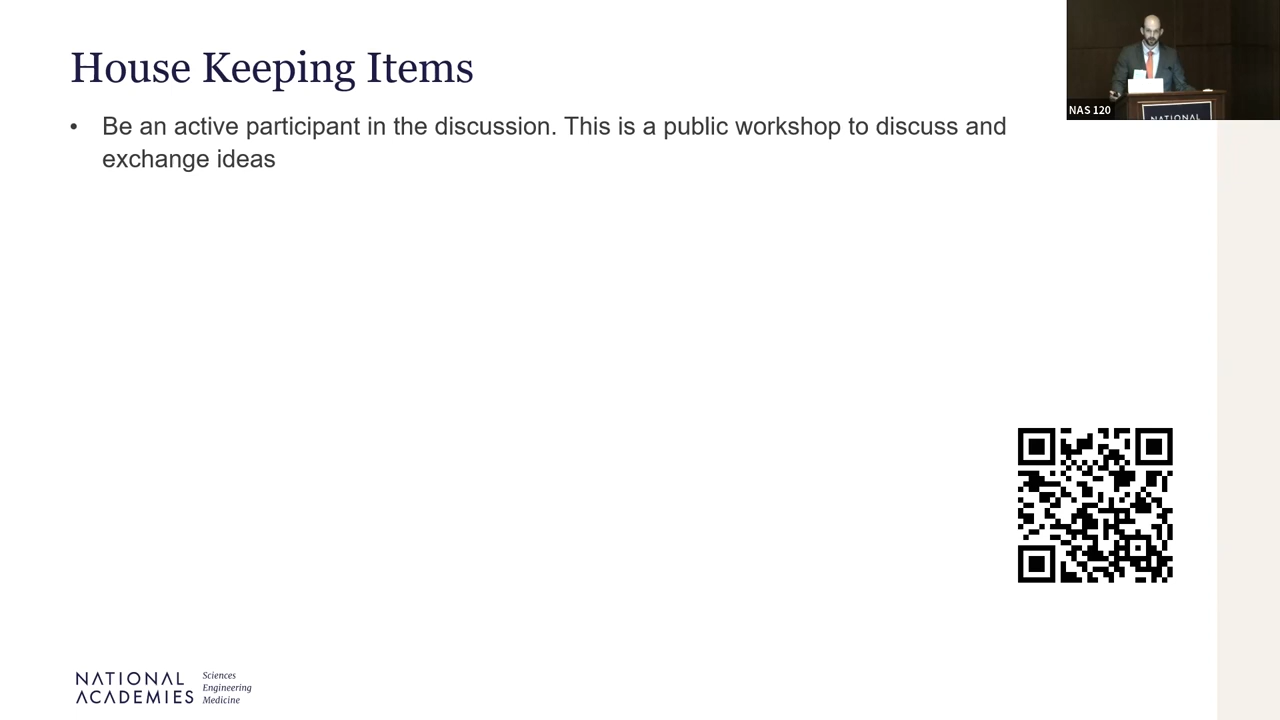 House Keeping Items
• Be an active participant in the discussion. This is a public workshop to discuss and
exchange ideas
NAS 120
NATIONAL
NATIONAL
ACADEMIES
Sciences
Engineering
Medicine